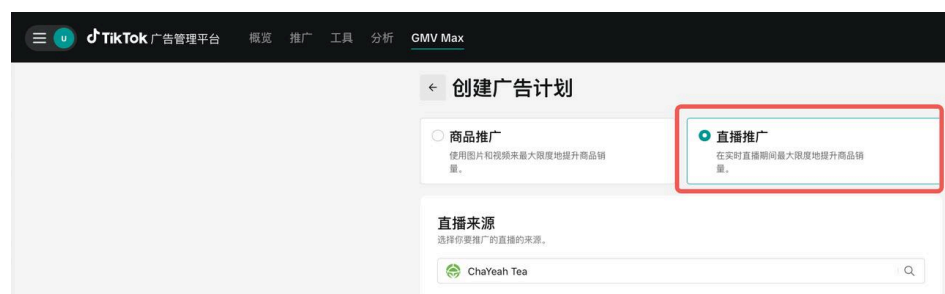 U TikTok 广告管理平台 概览 推广 工具 分析 GMV Max
← 创建广告计划
商品推广
使用图片和视频来最大限度地提升商品销
量。
直播推广
在实时直播期间最大限度地提升商品销
量。
直播来源
选择你要推广的直播的来源。
ChaYeah Tea